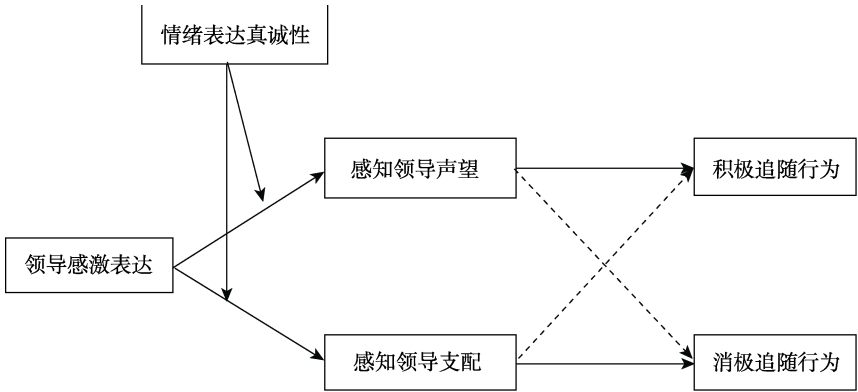 情绪表达真诚性
感知领导声望
积极追随行为
领导感激表达
感知领导支配
消极追随行为